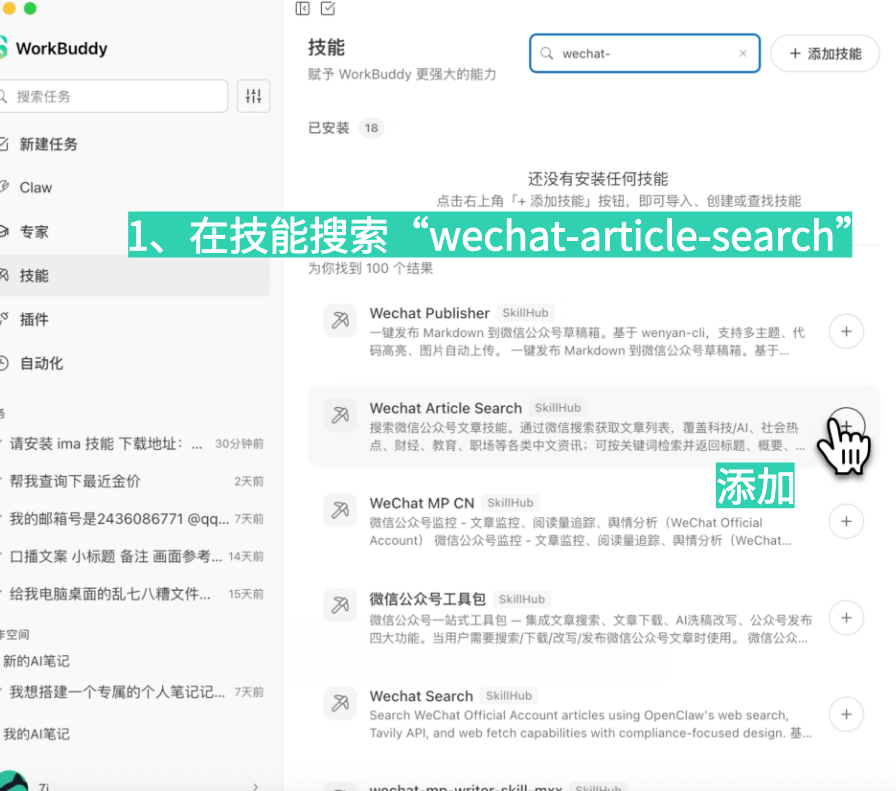 WorkBuddy
搜索任务
新建任务
Claw
专家
技能
插件
自动化
务
请安装 ima 技能 下载地址： ... 30分钟前
帮我查询下最近金价 2天前
我的邮箱号是2436086771 @qq... 7天前
口播文案 小标题 备注 画面参考... 14天前
给我电脑桌面的乱七八糟文件... 15天前
作空间
新的AI笔记
我想搭建一个专属的个人笔记记... 7天前
我的AI笔记
技能
赋予 WorkBuddy 更强大的能力
wechat-
添加技能
已安装 18
还没有安装任何技能
点击右上角「+ 添加技能」按钮，即可导入、创建或查找技能
1、在技能搜索“wechat-article-search”
为你找到 100 个结果
Wechat Publisher SkillHub
一键发布 Markdown 到微信公众号草稿箱。基于 wenyan-cli，支持多主题、代
码高亮、图片自动上传。 一键发布 Markdown 到微信公众号草稿箱。基于...
Wechat Article Search SkillHub
搜索微信公众号文章技能。通过微信搜索获取文章列表，覆盖科技/AI、社会热
点、财经、教育、职场等各类中文资讯；可按关键词检索并返回标题、概要、...
添加
WeChat MP CN SkillHub
微信公众号监控 - 文章监控、阅读量追踪、舆情分析（WeChat Official
Account） 微信公众号监控 - 文章监控、阅读量追踪、舆情分析（WeChat...
微信公众号工具包 SkillHub
微信公众号一站式工具包 — 集成文章搜索、文章下载、AI洗稿改写、公众号发布
四大功能。当用户需要搜索/下载/改写/发布微信公众号文章时使用。 微信公众...
Wechat Search SkillHub
Search WeChat Official Account articles using OpenClaw's web search,
Tavily API, and web fetch capabilities with compliance-focused design. 基...
wechat-mp-writer-skill-mxx SkillHub